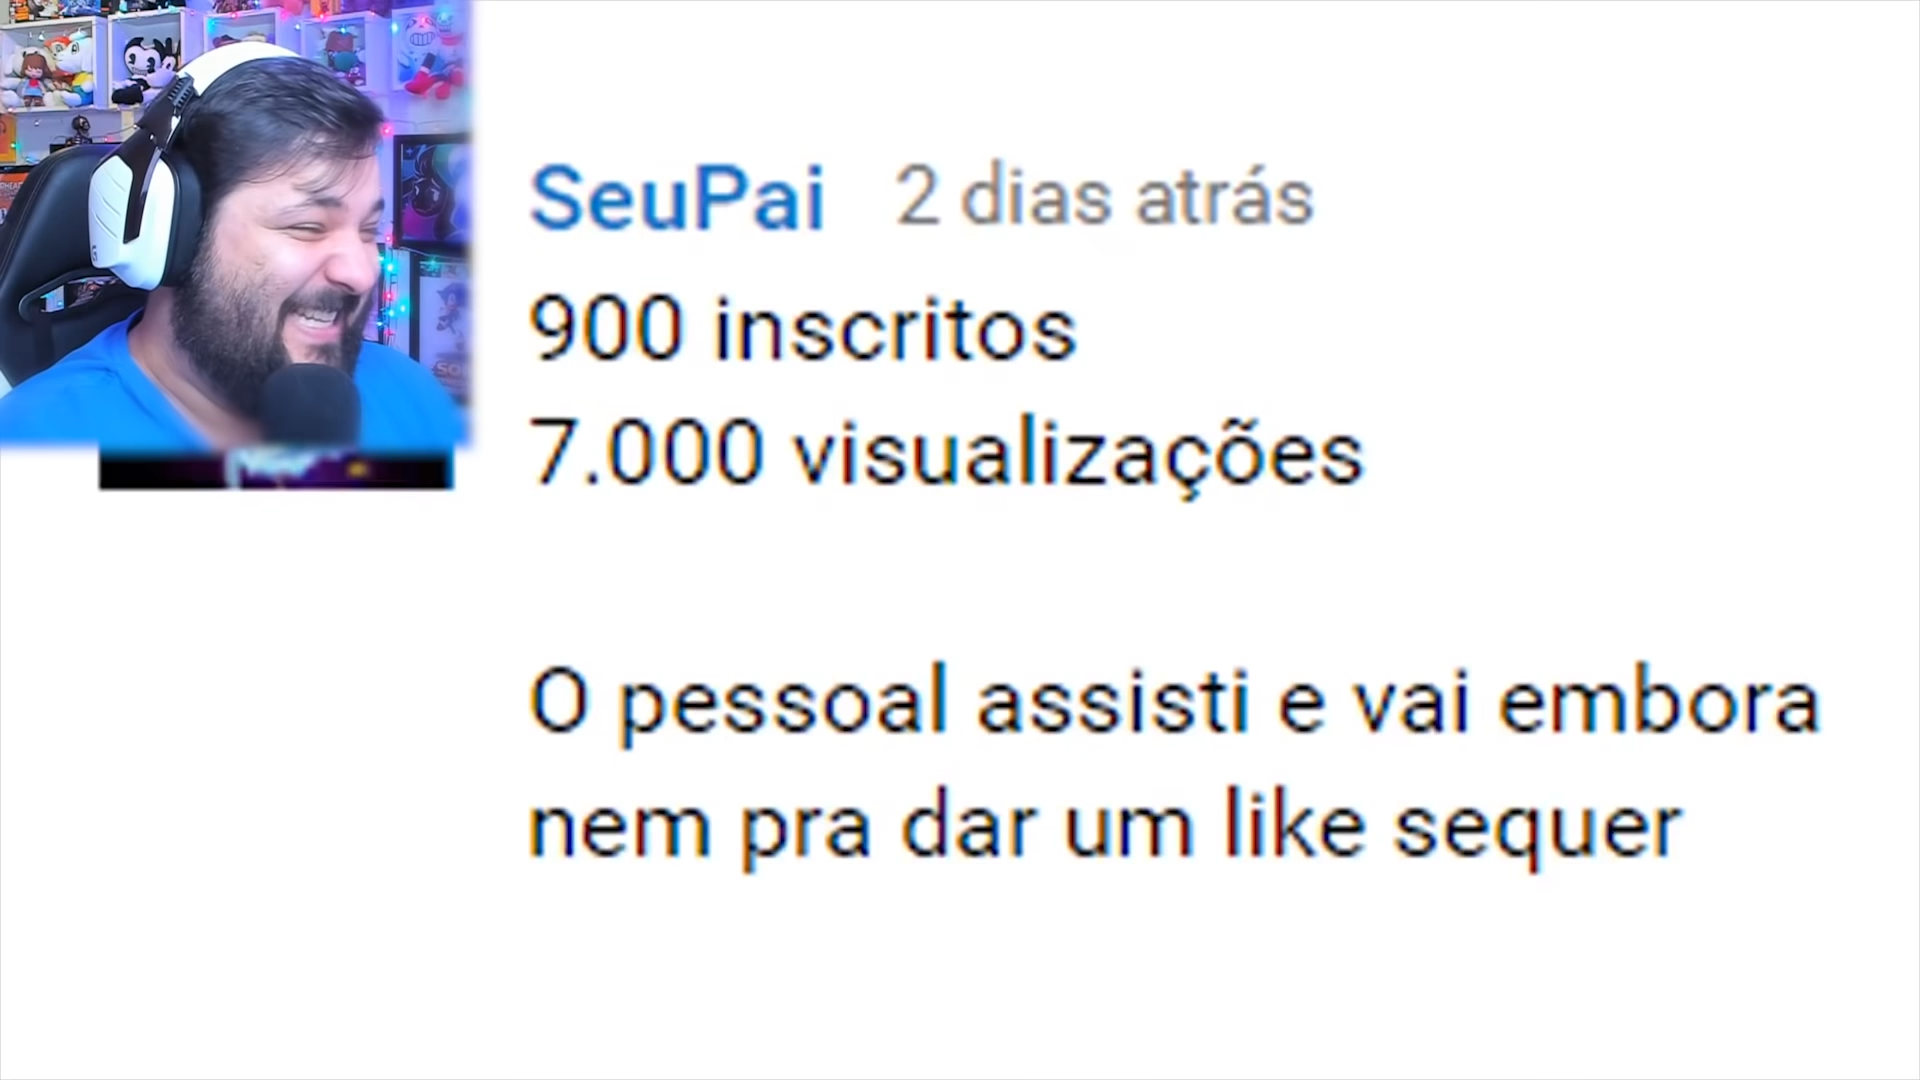 SeuPai 2 dias atrás
900 inscritos
7.000 visualizações
O pessoal assisti e vai embora
nem pra dar um like sequer